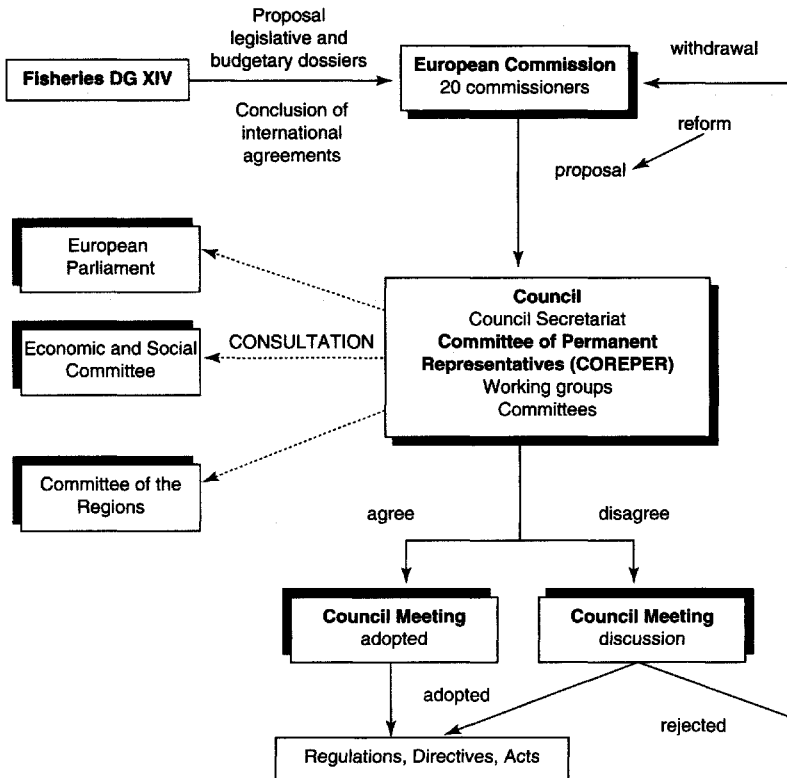 Proposal
legislative and
budgetary dossiers
Fisheries DG XIV
Conclusion of
international
agreements
European Commission
20 commissioners
withdrawal
reform
proposal
European
Parliament
Economic and Social
Committee
Committee of the
Regions
CONSULTATION
Council
Council Secretariat
Committee of Permanent
Representatives (COREPER)
Working groups
Committees
agree
disagree
Council Meeting
adopted
Council Meeting
discussion
adopted
rejected
Regulations, Directives, Acts